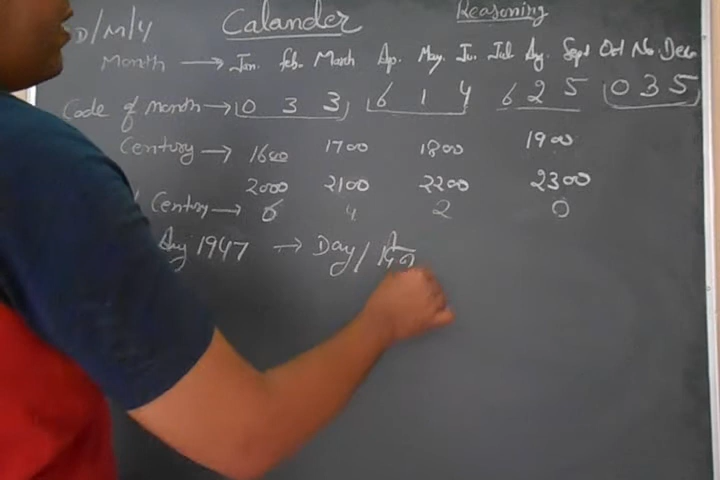 D/M/Y Calander Reasoning
Month → Jan. Feb. March Ap. May. Ju. Jul Ag. Sept Oct No. Dec.
Code of month → 0 3 3 6 1 4 6 2 5 0 3 5
Century → 1600 1700 1800 1900
2000 2100 2200 2300
Century → 6 4 2 0
Aug 1947 → Day/